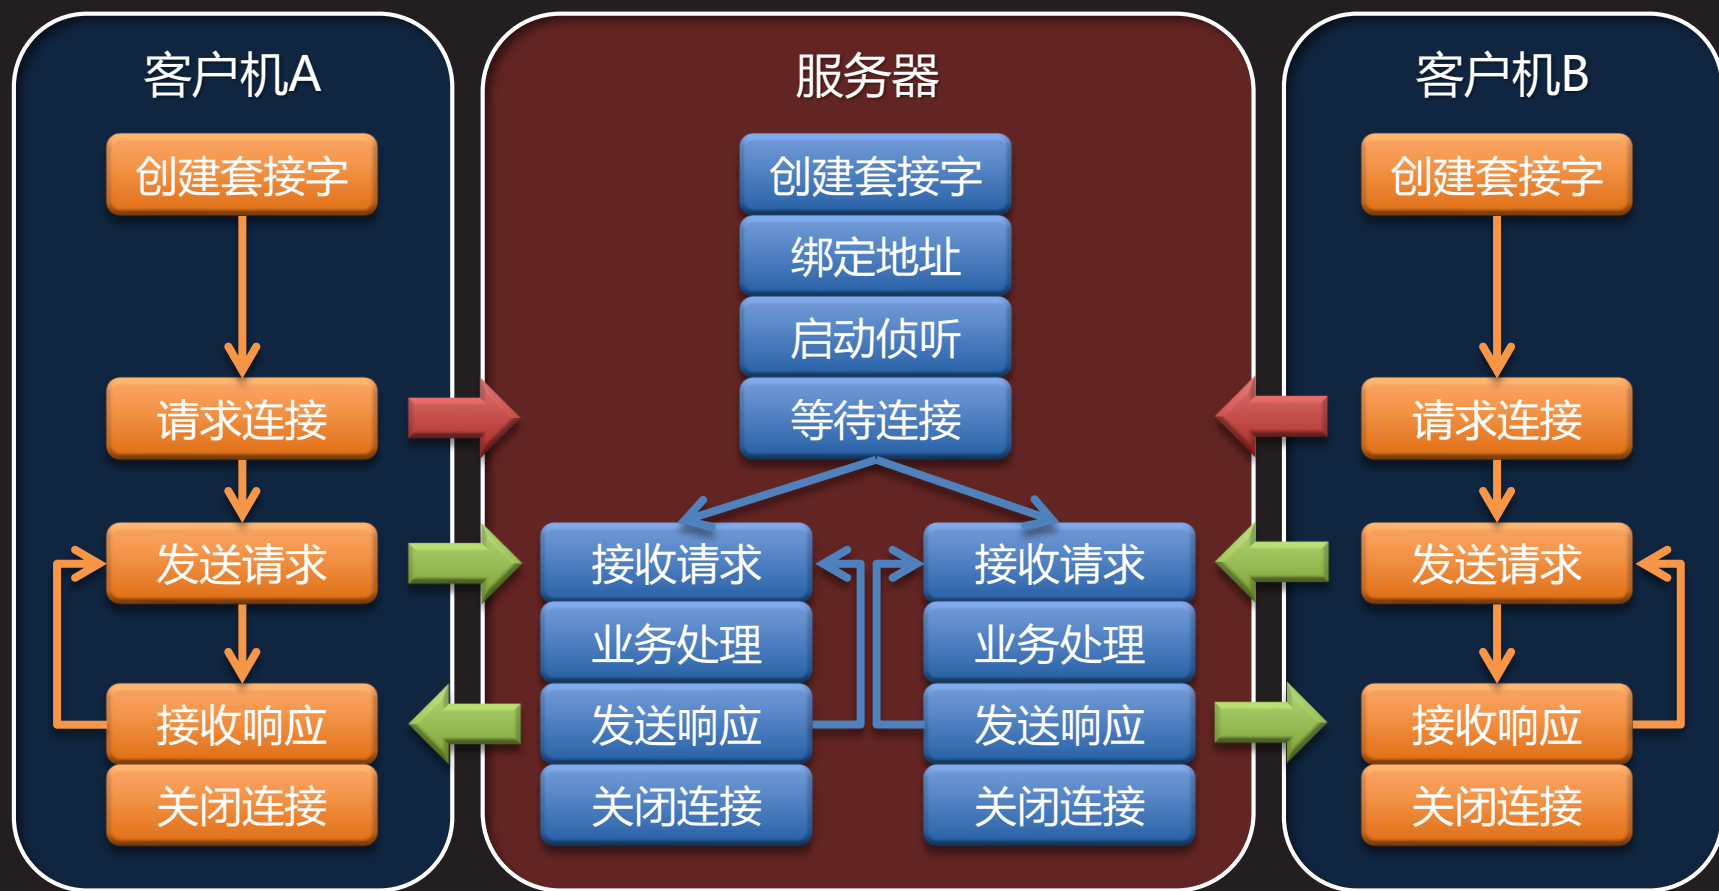 客户机A
创建套接字
请求连接
发送请求
接收响应
关闭连接
服务器
创建套接字
绑定地址
启动侦听
等待连接
接收请求
业务处理
发送响应
关闭连接
接收请求
业务处理
发送响应
关闭连接
客户机B
创建套接字
请求连接
发送请求
接收响应
关闭连接